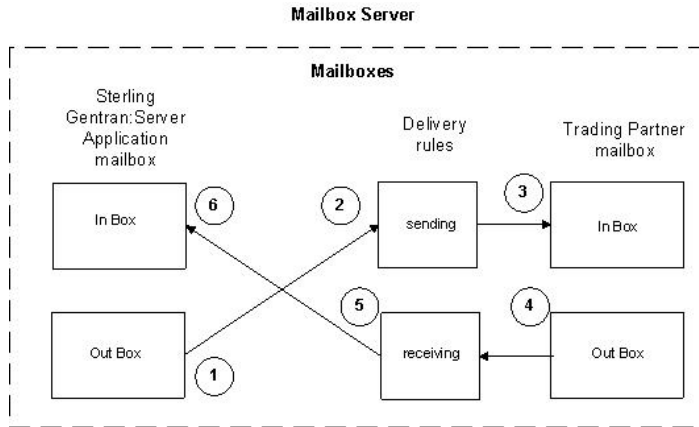 Mailbox Server
Mailboxes
Sterling
Gentran:Server
Application
mailbox
Delivery
rules
Trading Partner
mailbox
In Box
6
2
sending
3
In Box
Out Box
1
5
receiving
4
Out Box